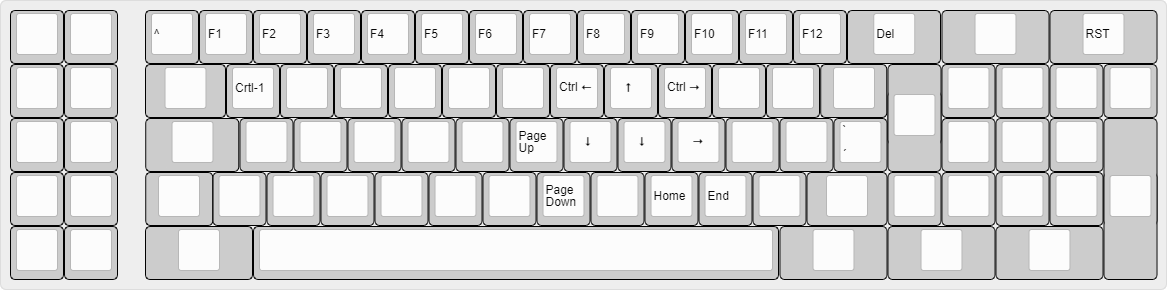 ^ F1 F2 F3 F4 F5 F6 F7 F8 F9 F10 F11 F12 Del RST
Crtl-1 Ctrl ← ↑ Ctrl →
Page
Up
↓ ↓ →
`
´
Page
Down
Home End